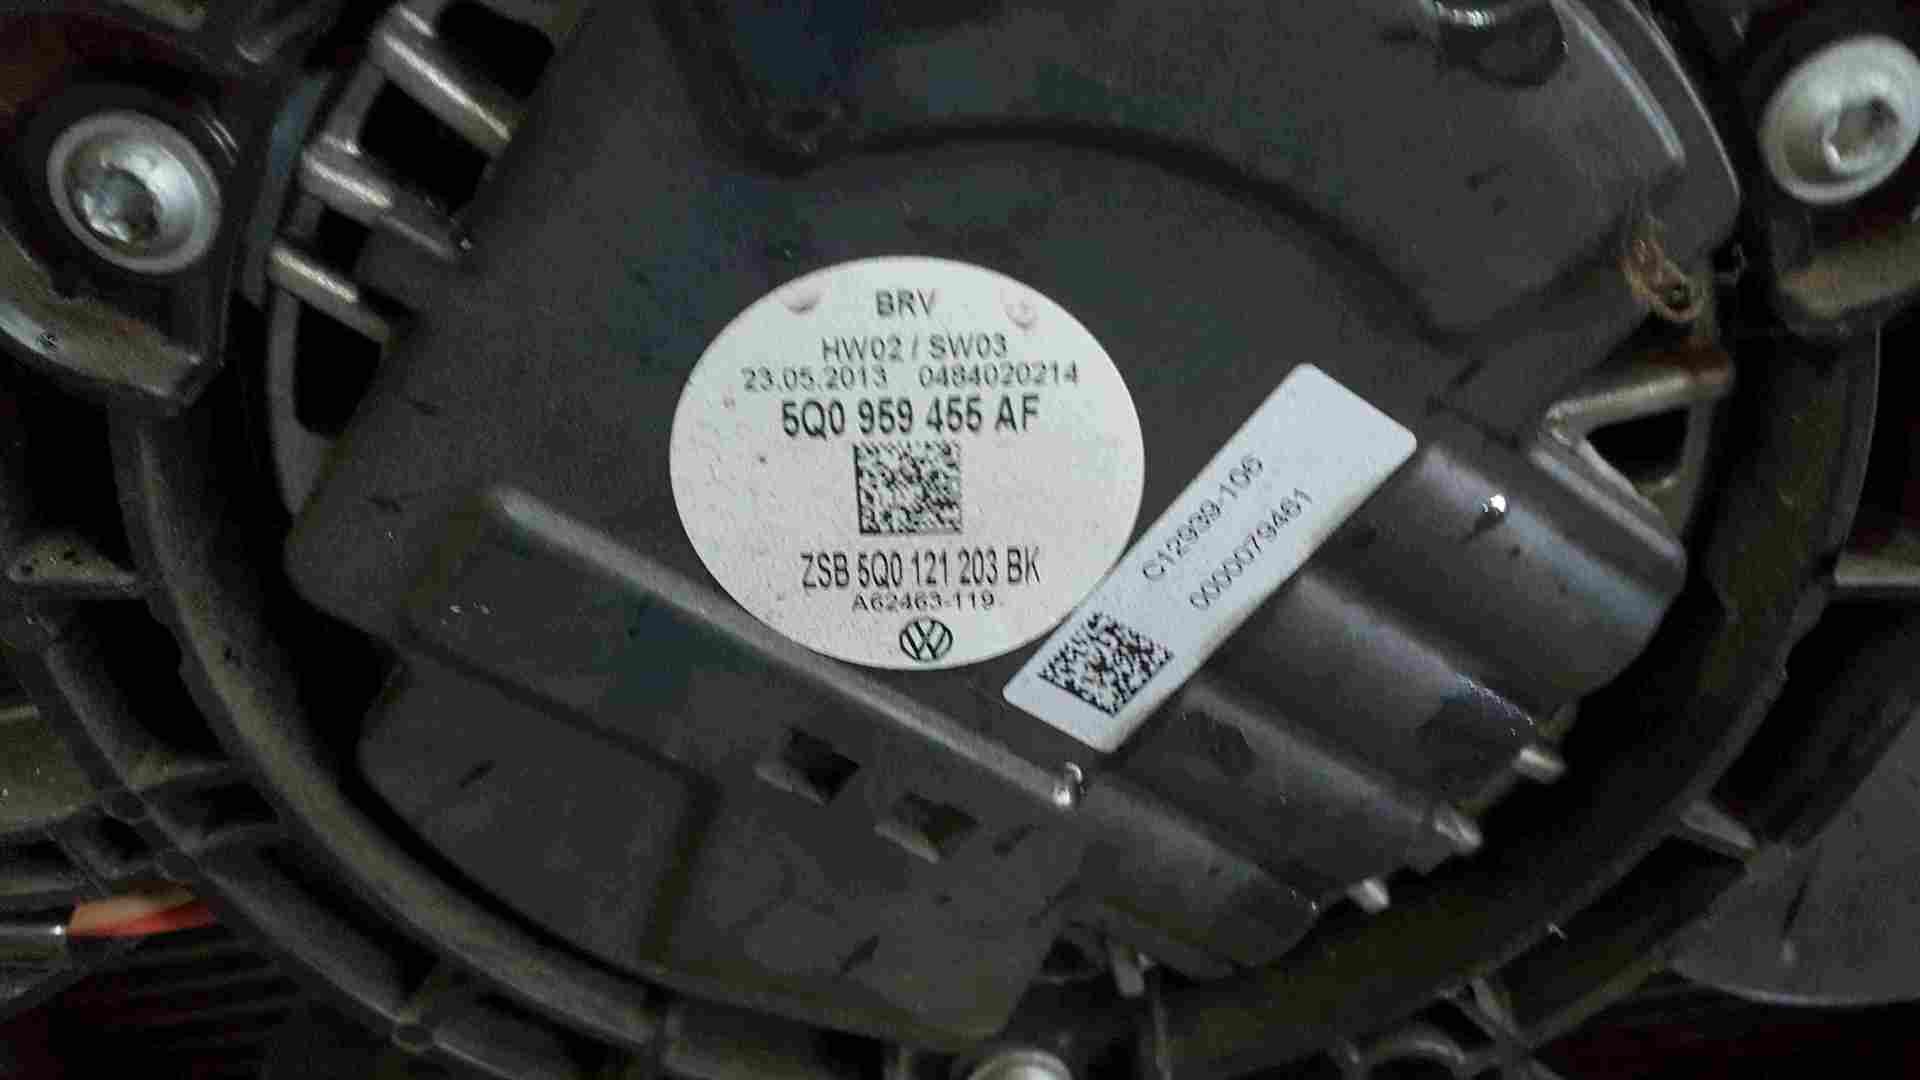 BRV
HW02 / SW03
23.05.2013 0484020214
5Q0 959 455 AF
ZSB 5Q0 121 203 BK
A62463-119
C12939-106
0000079461